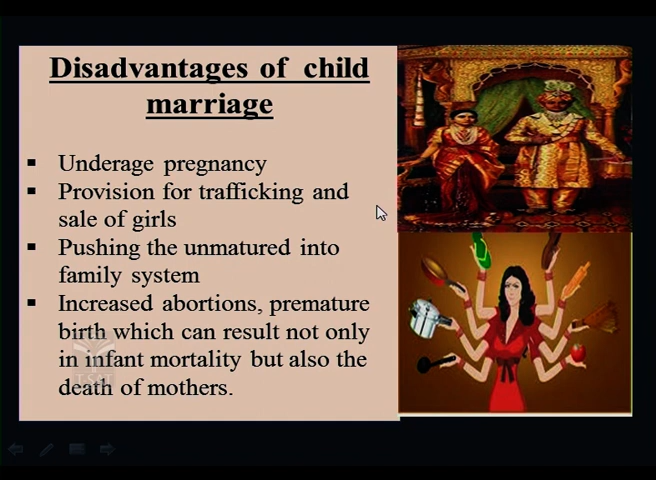 Disadvantages of child
marriage
▪ Underage pregnancy
▪ Provision for trafficking and
sale of girls
▪ Pushing the unmatured into
family system
▪ Increased abortions, premature
birth which can result not only
in infant mortality but also the
death of mothers.